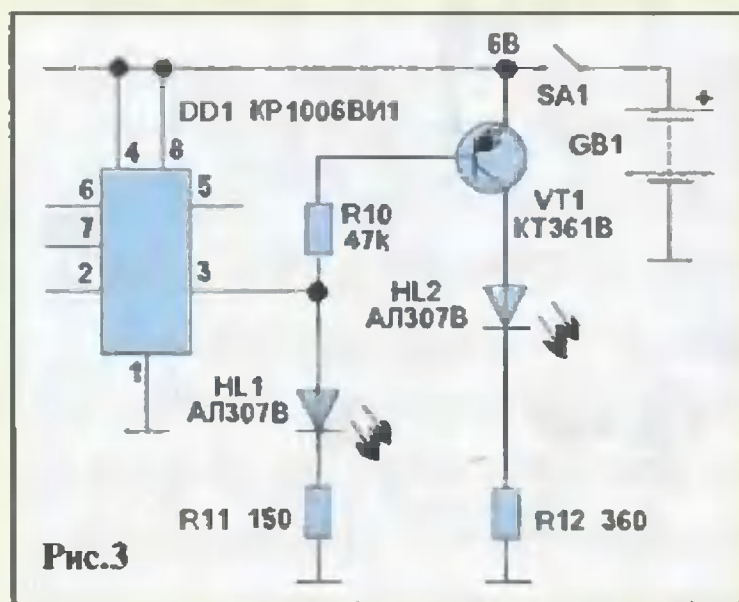 6В
SA1
+
DD1 КР1006ВИ1
GB1
4 8
6 5
7
2 3
1
R10
47k
VT1
КТ361В
HL2
АЛ307В
HL1
АЛ307В
R11 150
R12 360
Рис.3